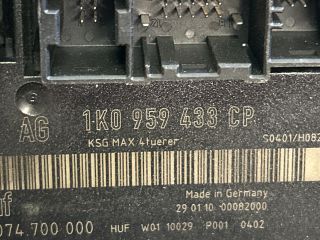 AG 1K0 959 433 CP
KSG MAX 4tuerer S0401/H082
Made in Germany
29 01 10 -00082000
074.700 000 HUF W01 10029 P001 0402